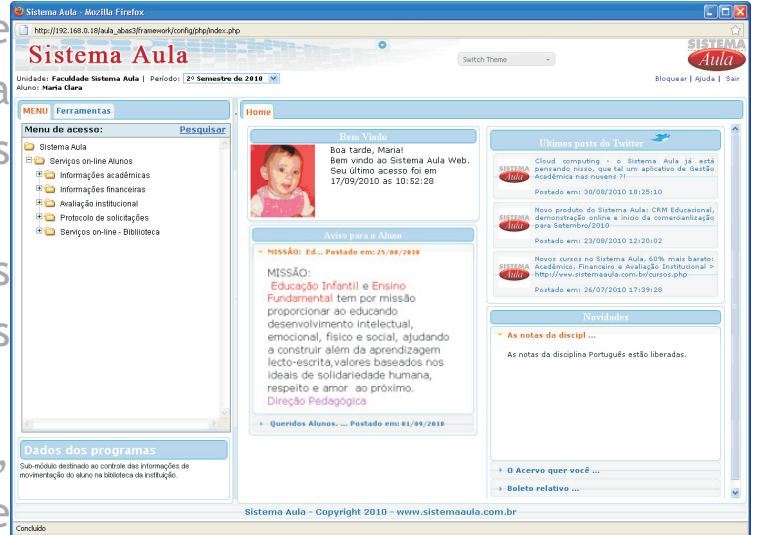 Sistema Aula - Mozilla Firefox
http://192.168.0.18/aula_abas3/framework/config/php/index.php
Sistema Aula
Switch Theme
SISTEMA
Aula
Unidade: Faculdade Sistema Aula | Período: 2º Semestre de 2010
Aluno: Maria Clara
Bloquear | Ajuda | Sair
MENU Ferramentas
Menu de acesso: Pesquisar
Sistema Aula
Serviços on-line Alunos
Informações acadêmicas
Informações financeiras
Avaliação institucional
Protocolo de solicitações
Serviços on-line - Biblioteca
Dados dos programas
Sub-módulo destinado ao controle das informações de
movimentação do aluno na biblioteca da instituição.
Home
Bem Vindo
Boa tarde, Maria!
Bem vindo ao Sistema Aula Web.
Seu último acesso foi em
17/09/2010 as 10:52:28
Aviso para o Aluno
MISSÃO: Ed... Postado em: 25/08/2010
MISSÃO:
Educação Infantil e Ensino
Fundamental tem por missão
proporcionar ao educando
desenvolvimento intelectual,
emocional, físico e social, ajudando
a construir além da aprendizagem
lecto-escrita,valores baseados nos
ideais de solidariedade humana,
respeito e amor ao próximo.
Direção Pedagógica
Queridos Alunos. ... Postado em: 01/09/2010
Ultimos posts do Twitter
SISTEMA
Aula
Cloud computing - o Sistema Aula já está
pensando nisso, que tal um aplicativo de Gestão
Acadêmica nas nuvens ?!
Postado em: 30/08/2010 18:25:10
SISTEMA
Aula
Novo produto do Sistema Aula: CRM Educacional,
demonstração online e inicio da comercianlização
para Setembro/2010
Postado em: 23/08/2010 12:20:02
SISTEMA
Aula
Novos cursos no Sistema Aula, 60% mais barato:
Acadêmico, Financeiro e Avaliação Institucional >
http://www.sistemaaula.com.br/cursos.php
Postado em: 26/07/2010 17:39:28
Novidades
As notas da discipl ...
As notas da disciplina Português estão liberadas.
O Acervo quer você ...
Boleto relativo ...
Sistema Aula - Copyright 2010 - www.sistemaaula.com.br
Concluído